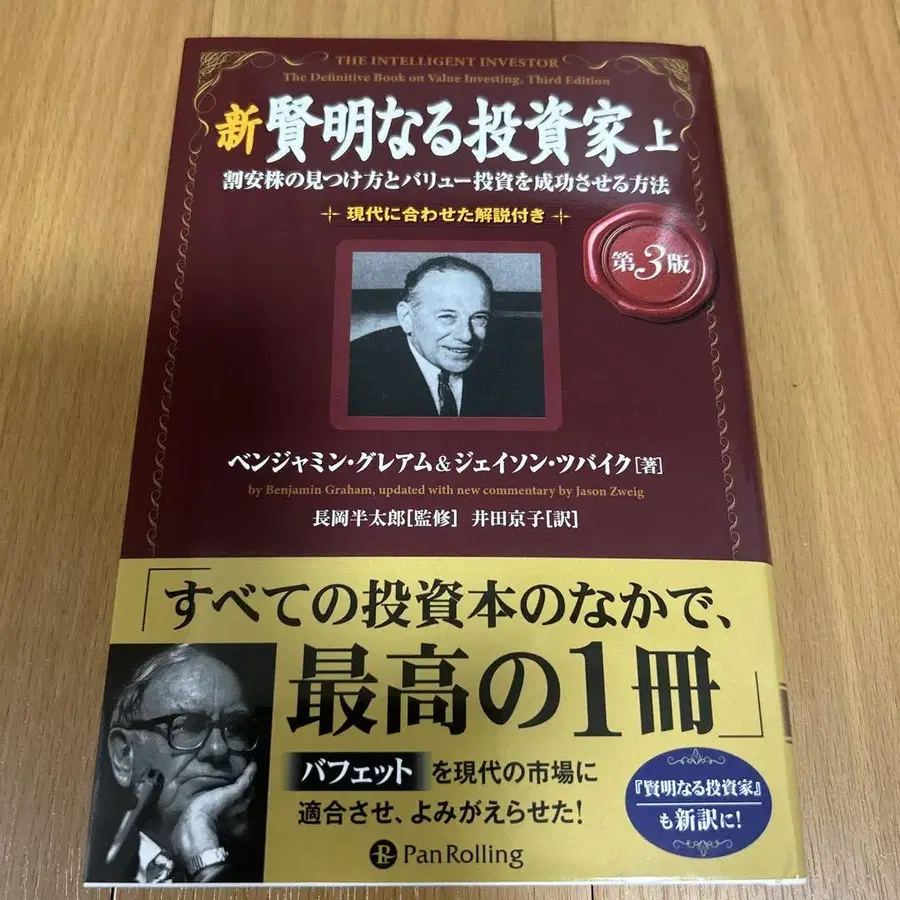 THE INTELLIGENT INVESTOR
The Definitive Book on Value Investing, Third Edition
新 賢明なる投資家 上
割安株の見つけ方とバリュー投資を成功させる方法
現代に合わせた解説付き
第3版
ベンジャミン・グレアム&ジェイソン・ツバイク[著]
by Benjamin Graham, updated with new commentary by Jason Zweig
長岡半太郎[監修] 井田京子[訳]
「すべての投資本のなかで、
最高の1冊」
バフェット を現代の市場に
適合させ、よみがえらせた!
『賢明なる投資家』
も新訳に!
PanRolling